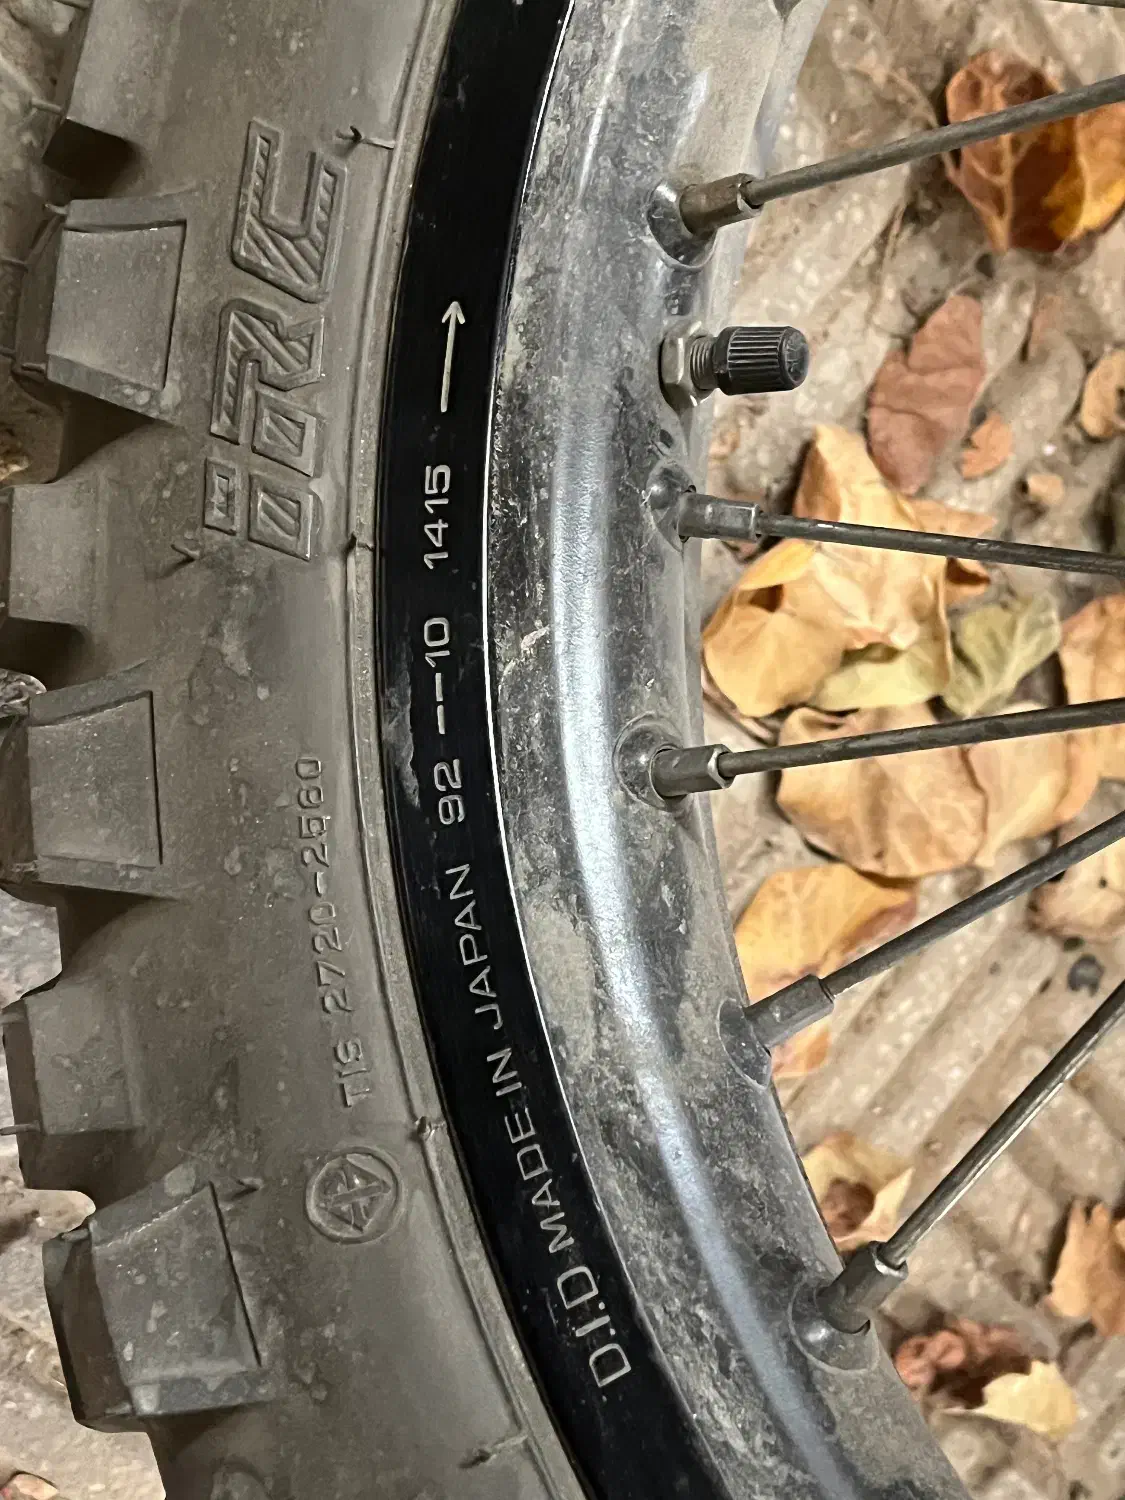 iRC
TIS 2720-2560
D.I.D MADE IN JAPAN 92--10 1415 →